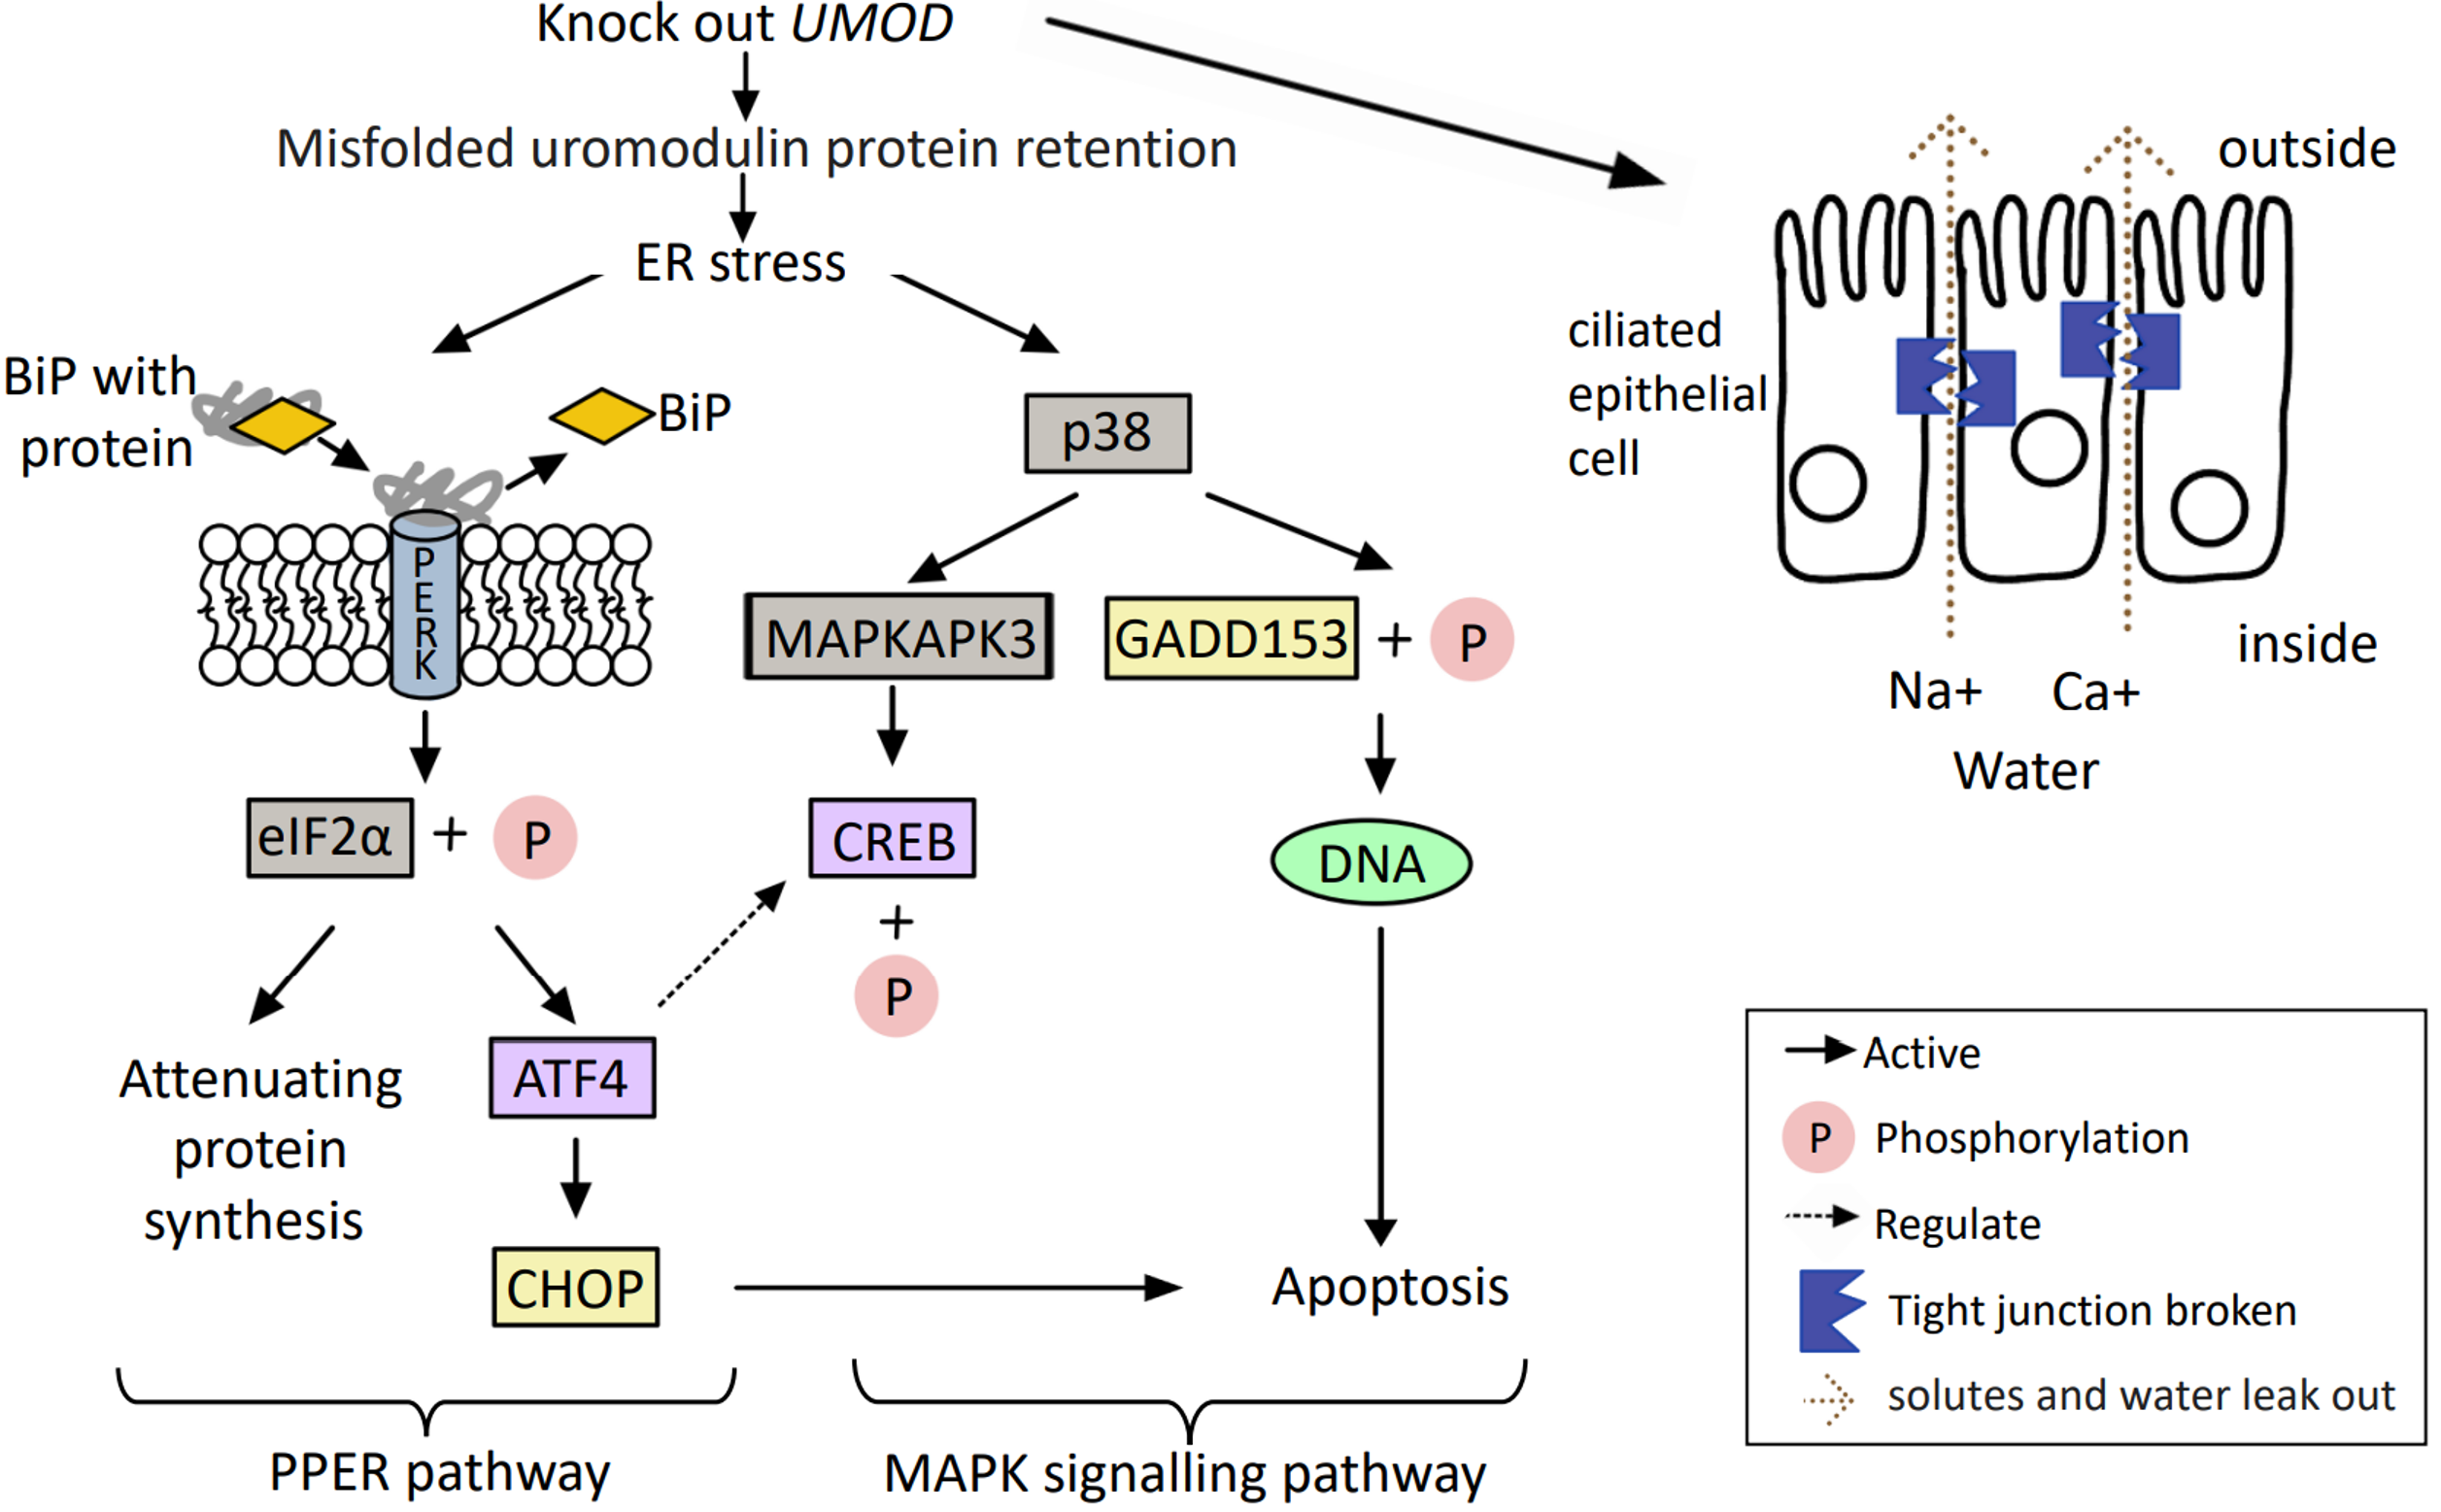 Knock out UMOD
Misfolded uromodulin protein retention
ER stress
BiP with
protein
BiP
p38
PERK
MAPKAPK3
GADD153 + P
eIF2α + P
CREB
+
P
DNA
Attenuating
protein
synthesis
ATF4
CHOP
Apoptosis
PPER pathway
MAPK signalling pathway
outside
ciliated
epithelial
cell
inside
Na+ Ca+
Water
Active
P Phosphorylation
Regulate
Tight junction broken
solutes and water leak out